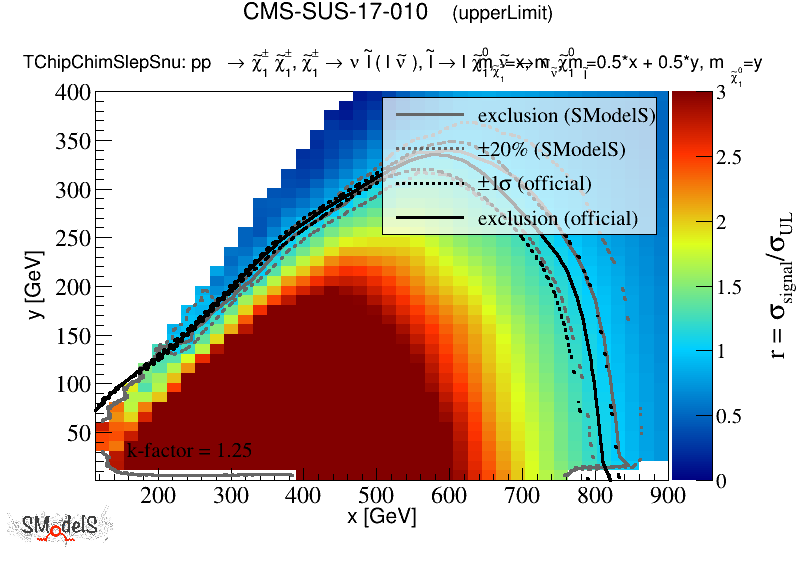 CMS-SUS-17-010 (upperLimit)
TChipChimSlepSnu: pp → χ̃₁± χ̃₁±, χ̃₁± → ν l̃ ( l ν̃ ), l̃ → l χ̃₁⁰
=0.5*x + 0.5*y, m χ̃₁⁰ =y
400
350
300
250
200
150
100
50
y [GeV]
exclusion (SModelS)
±20% (SModelS)
±1σ (official)
exclusion (official)
k-factor = 1.25
200 300 400 500 600 700 800 900
x [GeV]
3
2.5
2
1.5
1
0.5
0
r = σsignal/σUL
SModelS